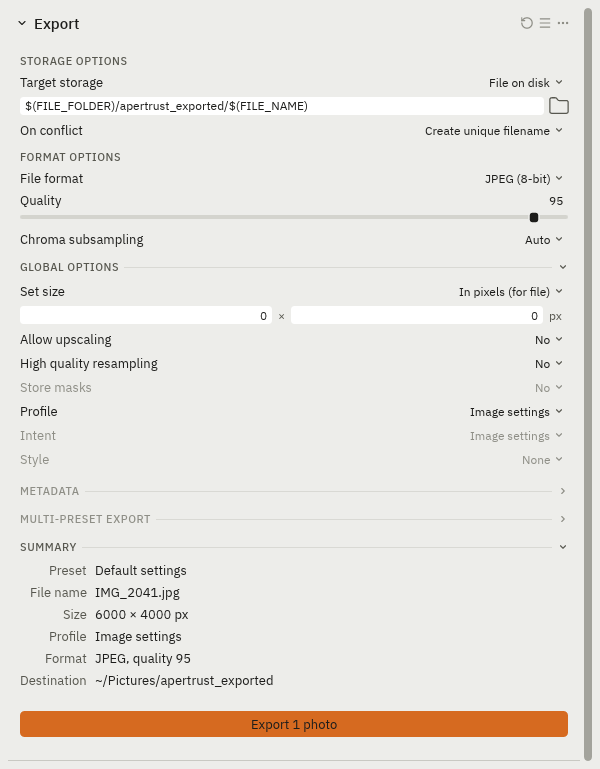 Export
STORAGE OPTIONS
Target storage File on disk
$(FILE_FOLDER)/apertrust_exported/$(FILE_NAME)
On conflict Create unique filename
FORMAT OPTIONS
File format JPEG (8-bit)
Quality 95
Chroma subsampling Auto
GLOBAL OPTIONS
Set size In pixels (for file)
0 × 0 px
Allow upscaling No
High quality resampling No
Store masks No
Profile Image settings
Intent Image settings
Style None
METADATA
MULTI-PRESET EXPORT
SUMMARY
Preset Default settings
File name IMG_2041.jpg
Size 6000 × 4000 px
Profile Image settings
Format JPEG, quality 95
Destination ~/Pictures/apertrust_exported
Export 1 photo